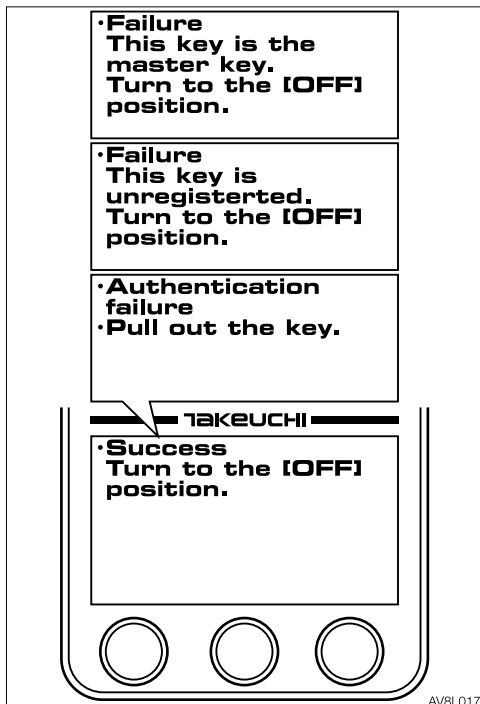 ·Failure
This key is the
master key.
Turn to the [OFF]
position.
·Failure
This key is
unregisterted.
Turn to the [OFF]
position.
·Authentication
failure
·Pull out the key.
TAKEUCHI
·Success
Turn to the [OFF]
position.
AV8L017